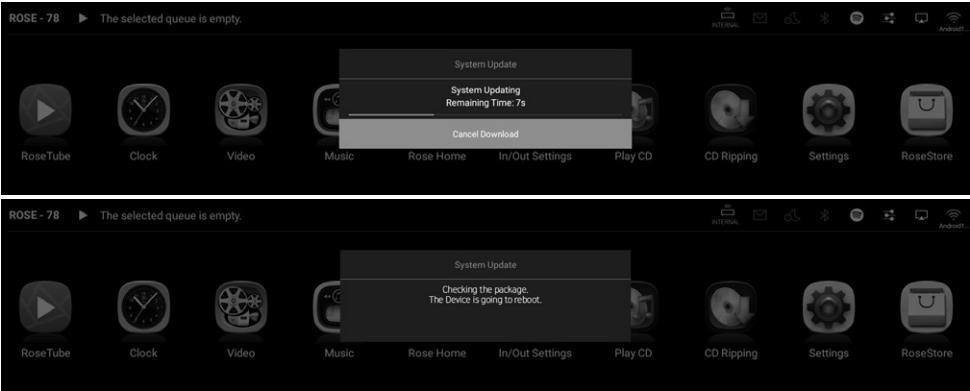 ROSE - 78 The selected queue is empty.
INTERNAL
Android1...
System Update
System Updating
Remaining Time: 7s
Cancel Download
RoseTube Clock Video Music Rose Home In/Out Settings Play CD CD Ripping Settings RoseStore
ROSE - 78 The selected queue is empty.
INTERNAL
Android1...
System Update
Checking the package.
The Device is going to reboot.
RoseTube Clock Video Music Rose Home In/Out Settings Play CD CD Ripping Settings RoseStore